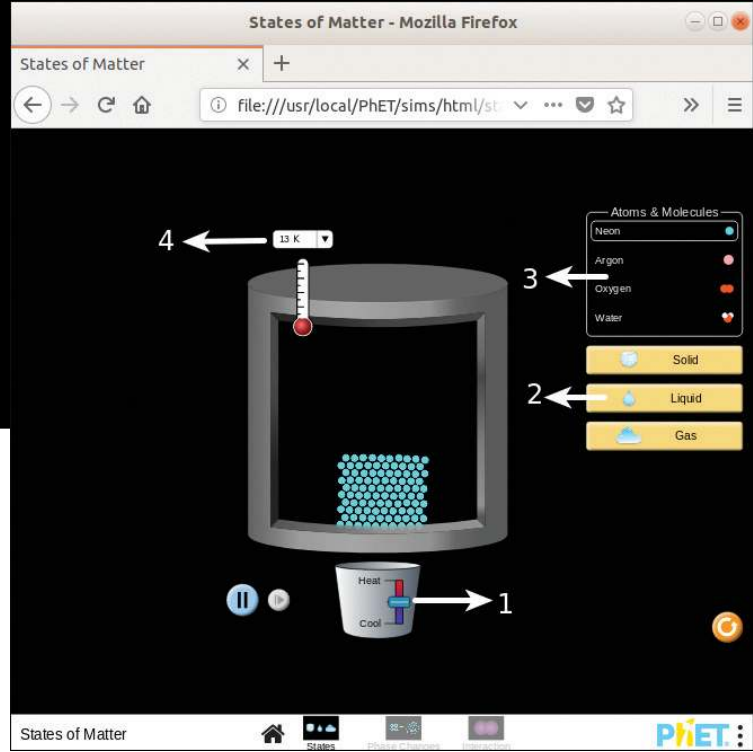 States of Matter - Mozilla Firefox
States of Matter
file:///usr/local/PhET/sims/html/st
4
13 K
Atoms & Molecules
Neon
Argon
3
Oxygen
Water
Solid
2
Liquid
Gas
Heat
1
Cool
States of Matter
States
Phase Changes
Interaction
PhET